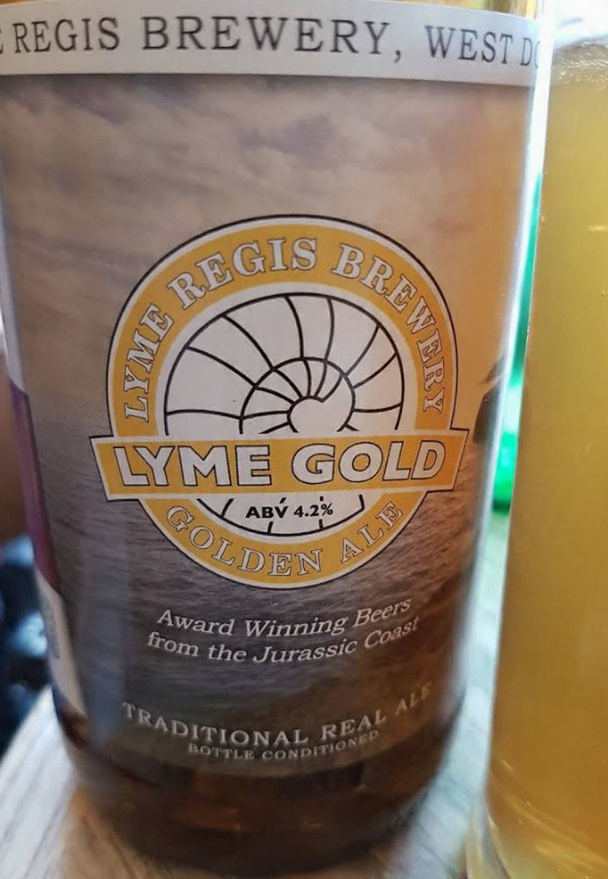 REGIS BREWERY, WEST
LYME REGIS BREWERY
LYME GOLD
ABV 4.2%
GOLDEN ALE
Award Winning Beers
from the Jurassic Coast
TRADITIONAL REAL ALE
BOTTLE CONDITIONED